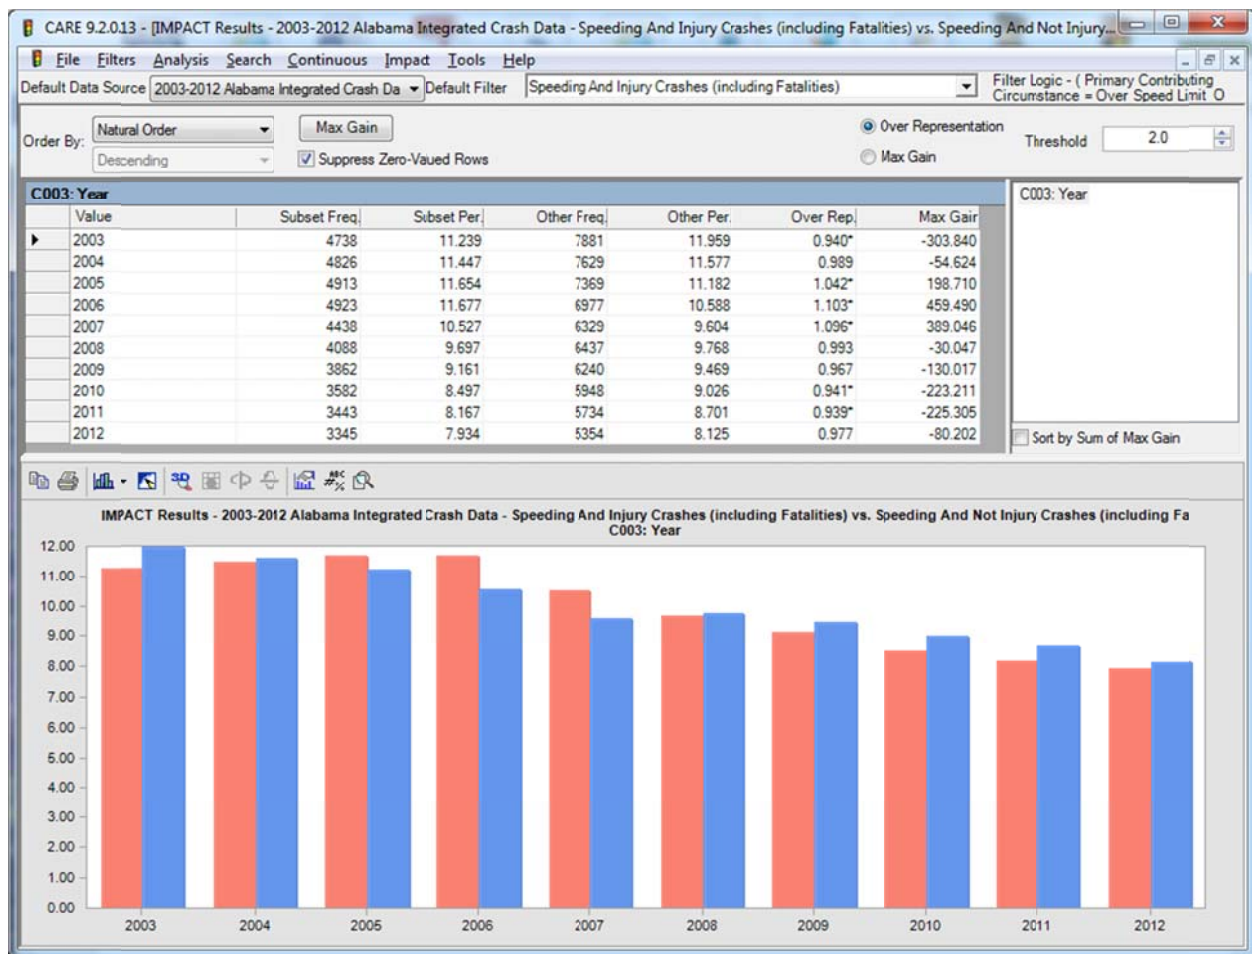 CARE 9.2.0.13 - [IMPACT Results - 2003-2012 Alabama Integrated Crash Data - Speeding And Injury Crashes (including Fatalities) vs. Speeding And Not Injury...
File Filters Analysis Search Continuous Impact Tools Help
Default Data Source 2003-2012 Alabama Integrated Crash Da Default Filter Speeding And Injury Crashes (including Fatalities) Filter Logic - ( Primary Contributing
Circumstance = Over Speed Limit O
Order By: Natural Order Max Gain Over Representation Threshold 2.0
Descending Suppress Zero-Vaued Rows Max Gain
C003: Year C003: Year
Value Subset Freq. Subset Per. Other Freq. Other Per. Over Rep. Max Gair
2003 4738 11.239 7881 11.959 0.940* -303.840
2004 4826 11.447 7629 11.577 0.989 -54.624
2005 4913 11.654 7369 11.182 1.042* 198.710
2006 4923 11.677 6977 10.588 1.103* 459.490
2007 4438 10.527 6329 9.604 1.096* 389.046
2008 4088 9.697 6437 9.768 0.993 -30.047
2009 3862 9.161 6240 9.469 0.967 -130.017
2010 3582 8.497 5948 9.026 0.941* -223.211
2011 3443 8.167 5734 8.701 0.939* -225.305
2012 3345 7.934 5354 8.125 0.977 -80.202
Sort by Sum of Max Gain
3D ABC #%
IMPACT Results - 2003-2012 Alabama Integrated Crash Data - Speeding And Injury Crashes (including Fatalities) vs. Speeding And Not Injury Crashes (including Fa
C003: Year
12.00
11.00
10.00
9.00
8.00
7.00
6.00
5.00
4.00
3.00
2.00
1.00
0.00
2003 2004 2005 2006 2007 2008 2009 2010 2011 2012